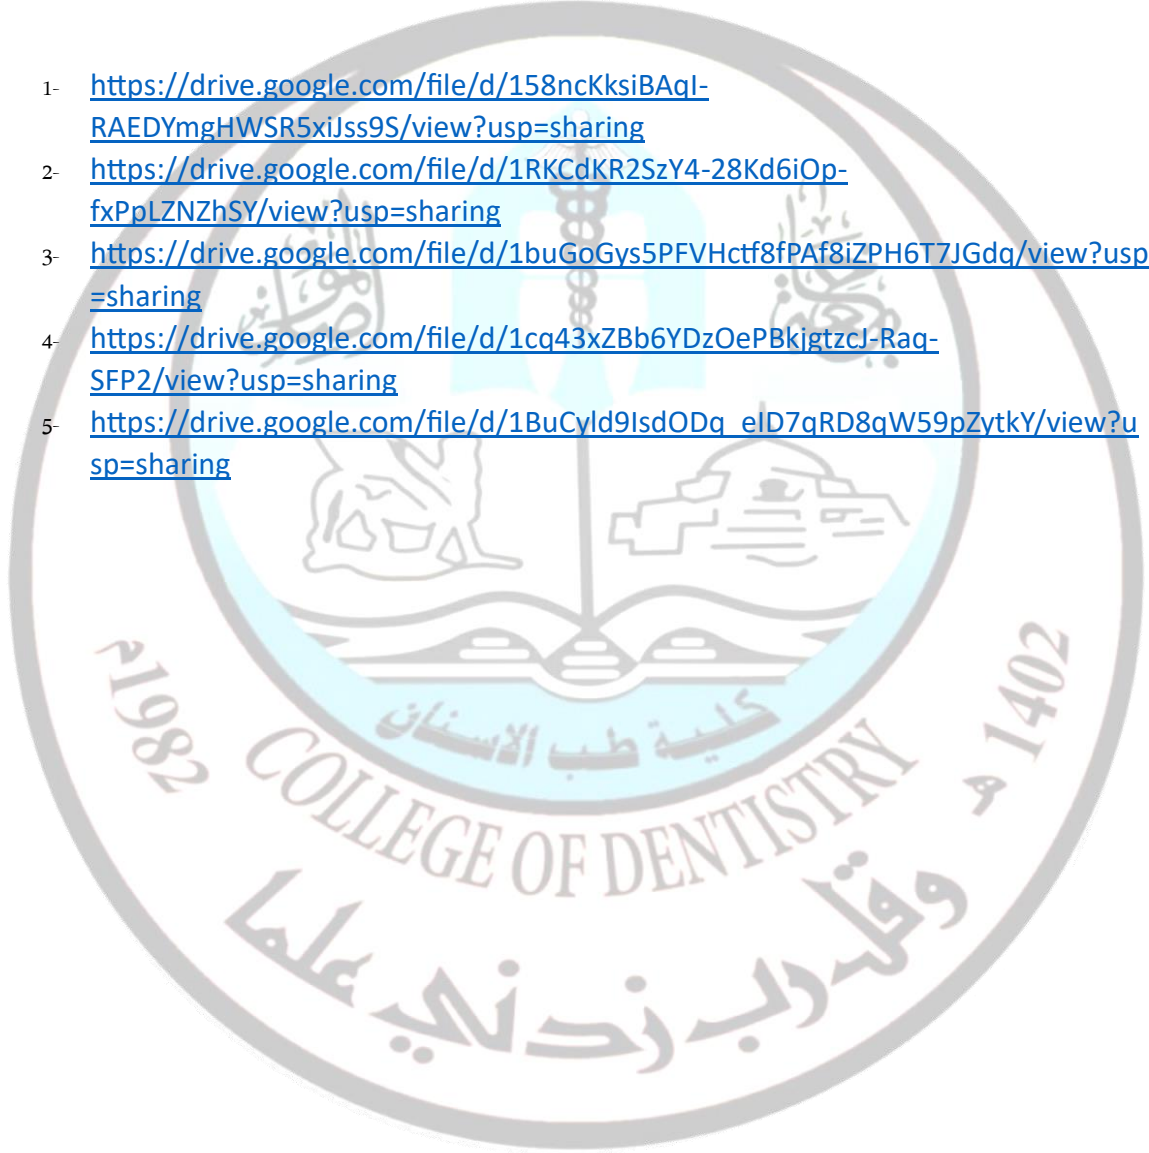 1- https://drive.google.com/file/d/158ncKksiBAqI-
RAEDYmgHWSR5xiJss9S/view?usp=sharing
2- https://drive.google.com/file/d/1RKCdKR2SzY4-28Kd6iOp-
fxPpLZNZhSY/view?usp=sharing
3- https://drive.google.com/file/d/1buGoGys5PFVHctf8fPAf8iZPH6T7JGdq/view?usp
=sharing
4- https://drive.google.com/file/d/1cq43xZBb6YDzOePBkjgtzcJ-Raq-
SFP2/view?usp=sharing
5- https://drive.google.com/file/d/1BuCyld9IsdODq_elD7qRD8qW59pZytkY/view?u
sp=sharing
جامعة
الموصل
كلية طب الاسنان
1982م
1402 ه
COLLEGE OF DENTISTRY
وقل رب زدني علما